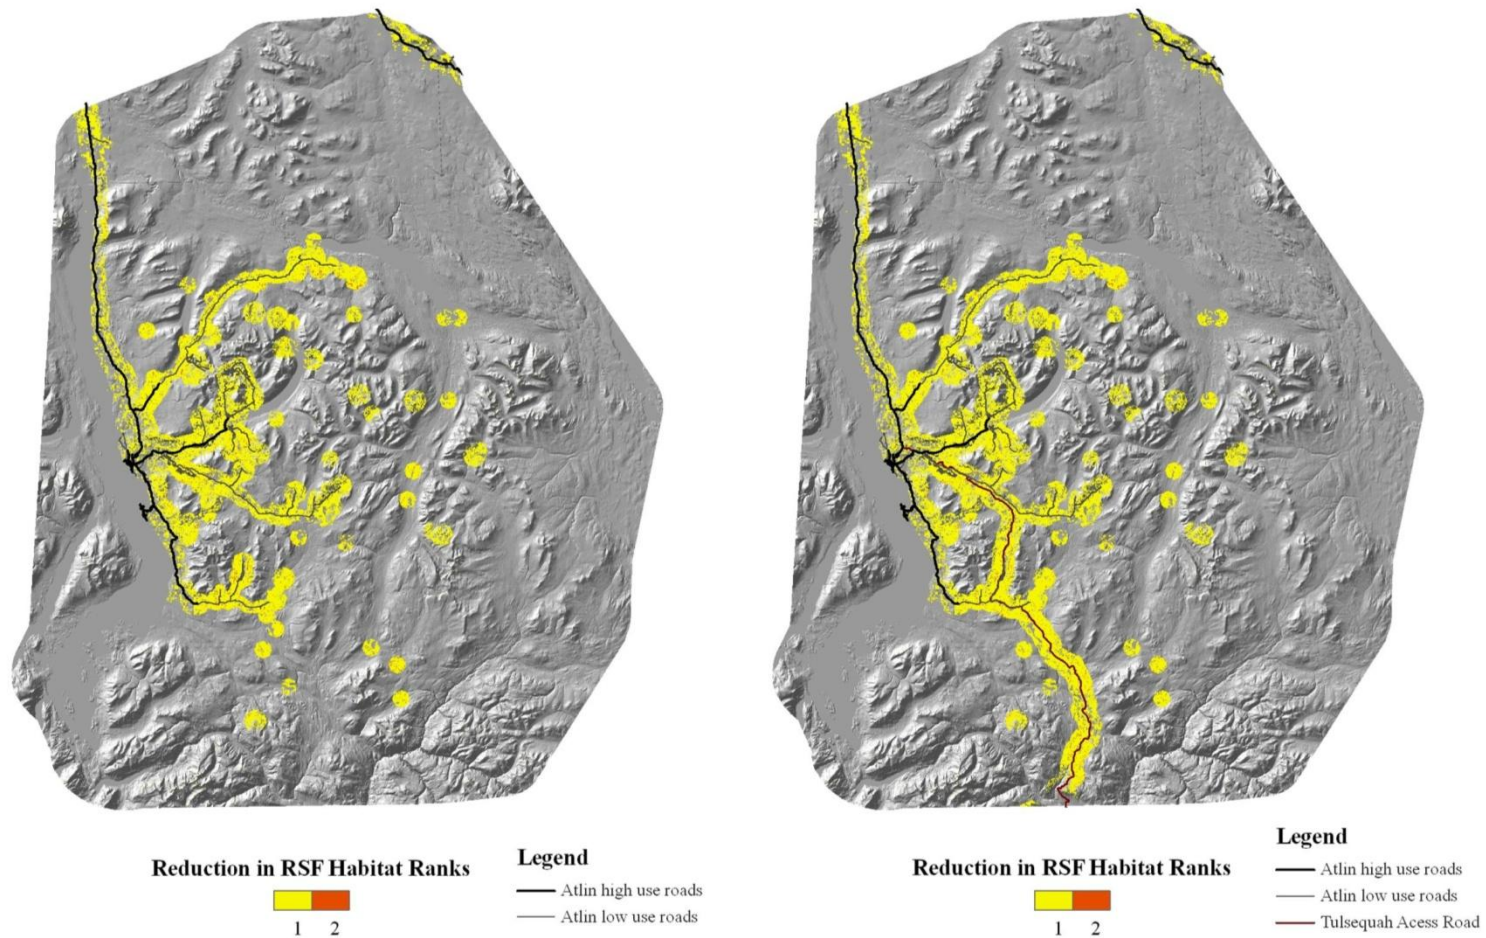 Reduction in RSF Habitat Ranks
1 2
Legend
Atlin high use roads
Atlin low use roads
Reduction in RSF Habitat Ranks
1 2
Legend
Atlin high use roads
Atlin low use roads
Tulsequah Acess Road